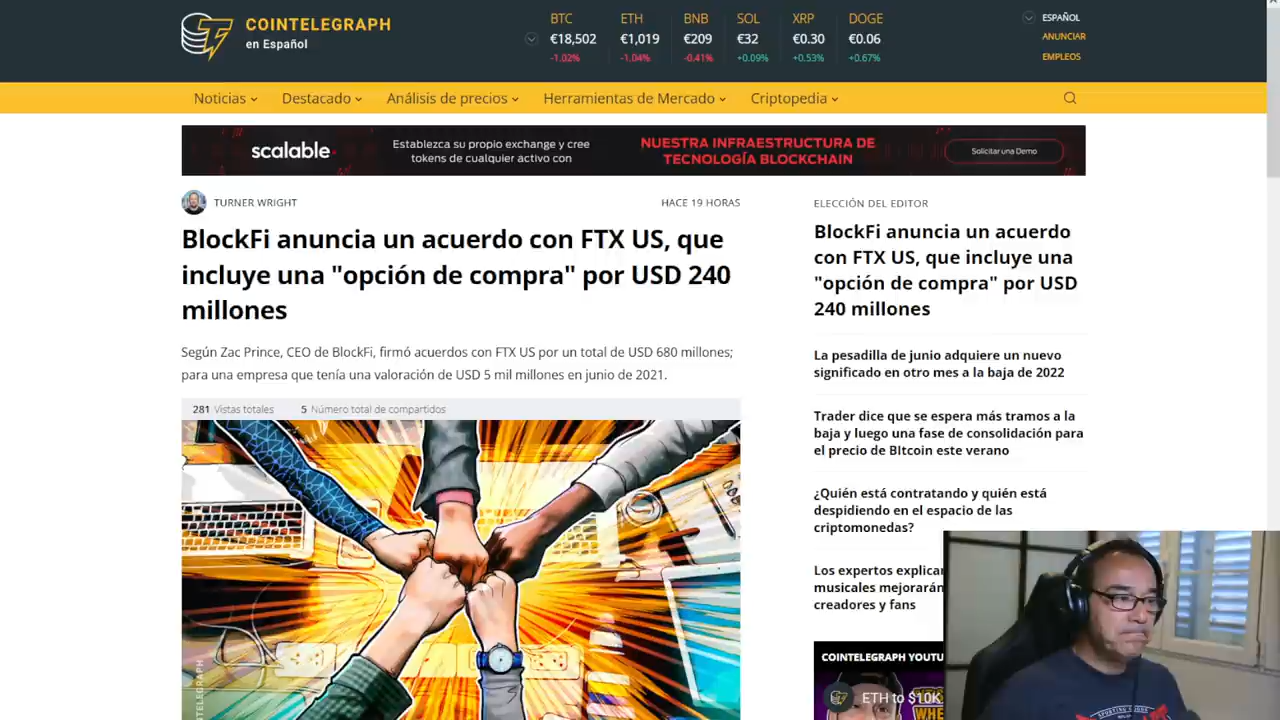 COINTELEGRAPH
en Español
BTC
€18,502
-1.02%
ETH
€1,019
-1.04%
BNB
€209
-0.41%
SOL
€32
+0.09%
XRP
€0.30
+0.53%
DOGE
€0.06
+0.67%
ESPAÑOL
ANUNCIAR
EMPLEOS
Noticias
Destacado
Análisis de precios
Herramientas de Mercado
Criptopedia
scalable
Establezca su propio exchange y cree
tokens de cualquier activo con
NUESTRA INFRAESTRUCTURA DE
TECNOLOGÍA BLOCKCHAIN
Solicitar una Demo
TURNER WRIGHT
HACE 19 HORAS
BlockFi anuncia un acuerdo con FTX US, que
incluye una "opción de compra" por USD 240
millones
Según Zac Prince, CEO de BlockFi, firmó acuerdos con FTX US por un total de USD 680 millones;
para una empresa que tenía una valoración de USD 5 mil millones en junio de 2021.
281 Vistas totales
5 Número total de compartidos
ELECCIÓN DEL EDITOR
BlockFi anuncia un acuerdo
con FTX US, que incluye una
"opción de compra" por USD
240 millones
La pesadilla de junio adquiere un nuevo
significado en otro mes a la baja de 2022
Trader dice que se espera más tramos a la
baja y luego una fase de consolidación para
el precio de BItcoin este verano
¿Quién está contratando y quién está
despidiendo en el espacio de las
criptomonedas?
Los expertos explicar
musicales mejorarán
creadores y fans
COINTELEGRAPH YOUTU
ETH to $10K